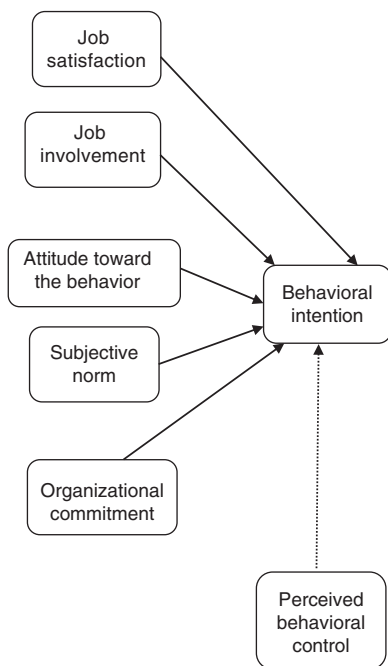 Job
satisfaction
Job
involvement
Attitude toward
the behavior
Behavioral
intention
Subjective
norm
Organizational
commitment
Perceived
behavioral
control